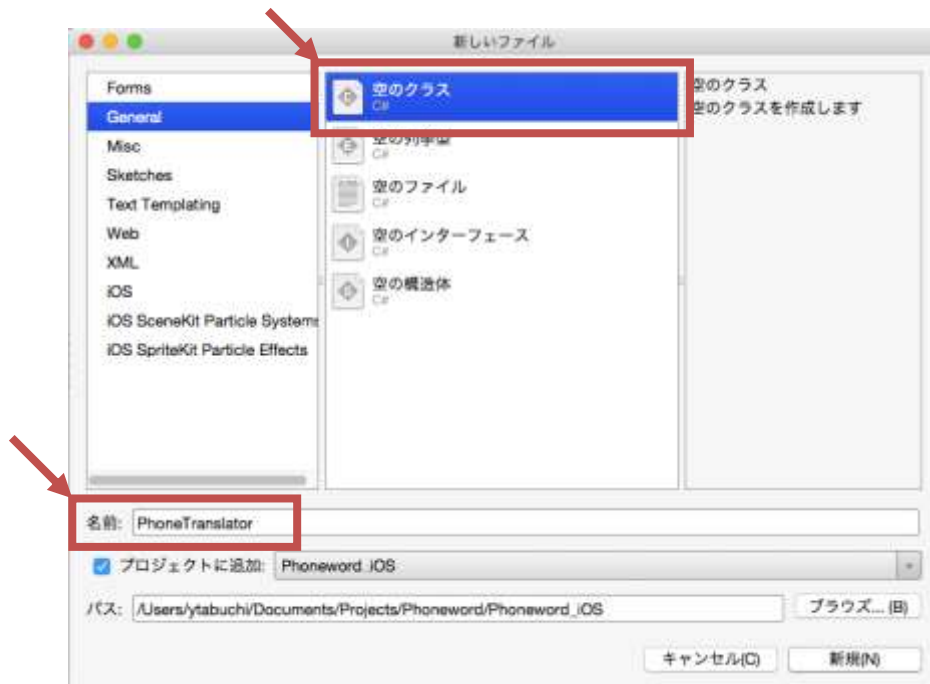 新しいファイル
Forms
General
Misc
Sketches
Text Templating
Web
XML
iOS
iOS SceneKit Particle Systems
iOS SpriteKit Particle Effects
空のクラス
C#
空の列挙型
C#
空のファイル
C#
空のインターフェース
C#
空の構造体
C#
空のクラス
空のクラスを作成します
名前: PhoneTranslator
プロジェクトに追加: Phoneword_iOS
パス: /Users/ytabuchi/Documents/Projects/Phoneword/Phoneword_iOS ブラウズ... (B)
キャンセル(C) 新規(N)